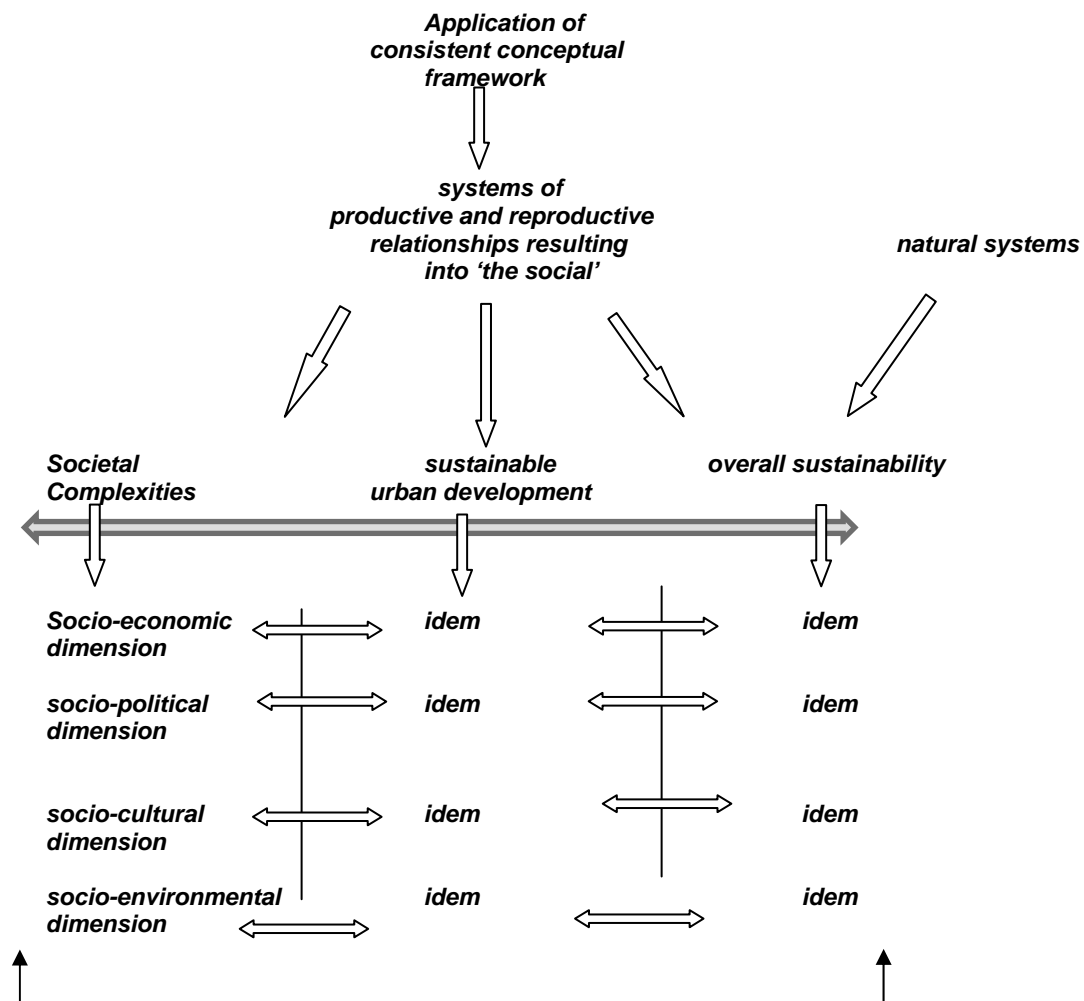 Application of
consistent conceptual
framework
systems of
productive and reproductive
relationships resulting
into ‘the social’
natural systems
Societal
Complexities
sustainable
urban development
overall sustainability
Socio-economic
dimension
idem
idem
socio-political
dimension
idem
idem
socio-cultural
dimension
idem
idem
socio-environmental
dimension
idem
idem